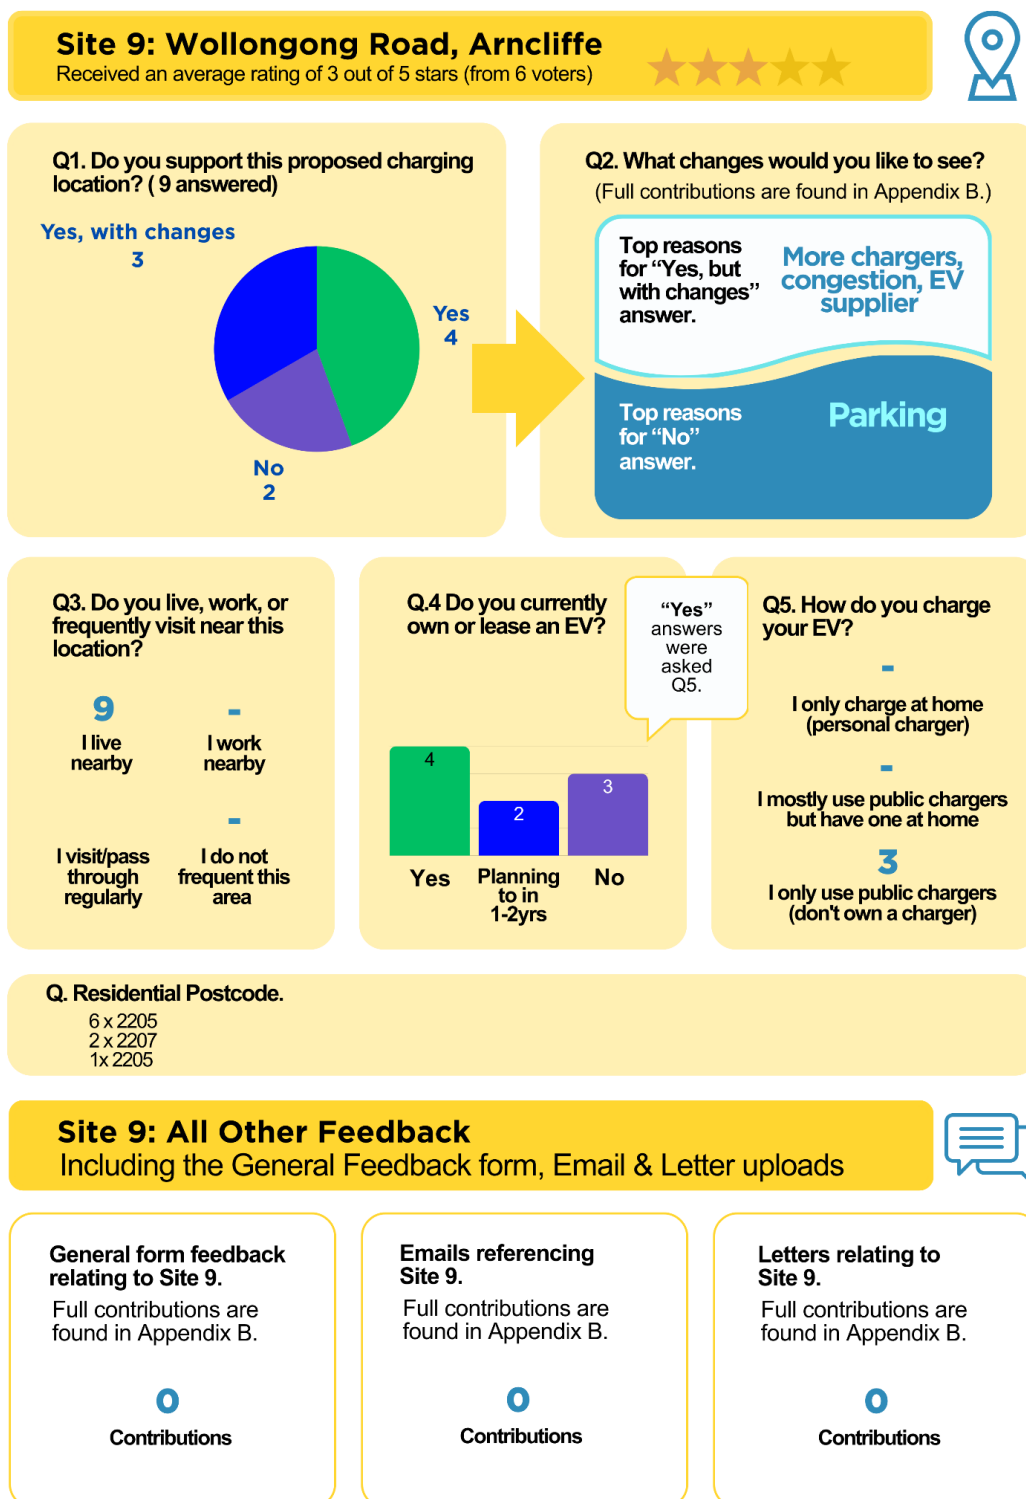 Site 9: Wollongong Road, Arncliffe
Received an average rating of 3 out of 5 stars (from 6 voters)
Q1. Do you support this proposed charging
location? ( 9 answered)
Yes, with changes
3
Yes
4
No
2
Q2. What changes would you like to see?
(Full contributions are found in Appendix B.)
Top reasons
for “Yes, but
with changes”
answer.
More chargers,
congestion, EV
supplier
Top reasons
for “No”
answer.
Parking
Q3. Do you live, work, or
frequently visit near this
location?
9
I live
nearby
-
I work
nearby
I visit/pass
through
regularly
-
I do not
frequent this
area
Q.4 Do you currently
own or lease an EV?
4
2
3
Yes
Planning
to in
1-2yrs
No
“Yes”
answers
were
asked
Q5.
Q5. How do you charge
your EV?
-
I only charge at home
(personal charger)
-
I mostly use public chargers
but have one at home
3
I only use public chargers
(don't own a charger)
Q. Residential Postcode.
6 x 2205
2 x 2207
1x 2205
Site 9: All Other Feedback
Including the General Feedback form, Email & Letter uploads
General form feedback
relating to Site 9.
Full contributions are
found in Appendix B.
0
Contributions
Emails referencing
Site 9.
Full contributions are
found in Appendix B.
0
Contributions
Letters relating to
Site 9.
Full contributions are
found in Appendix B.
0
Contributions